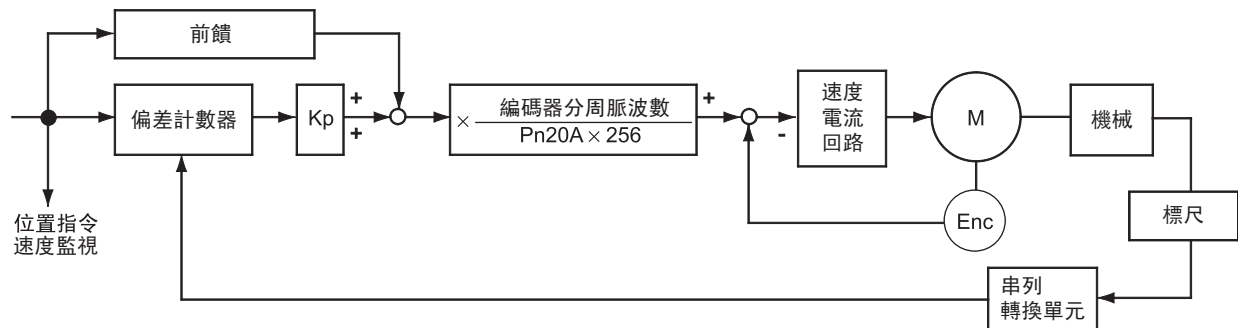 前饋
偏差計數器
Kp
+
+
×
編碼器分周脈波數
Pn20A × 256
+
-
速度
電流
回路
M
機械
Enc
標尺
位置指令
速度監視
串列
轉換單元